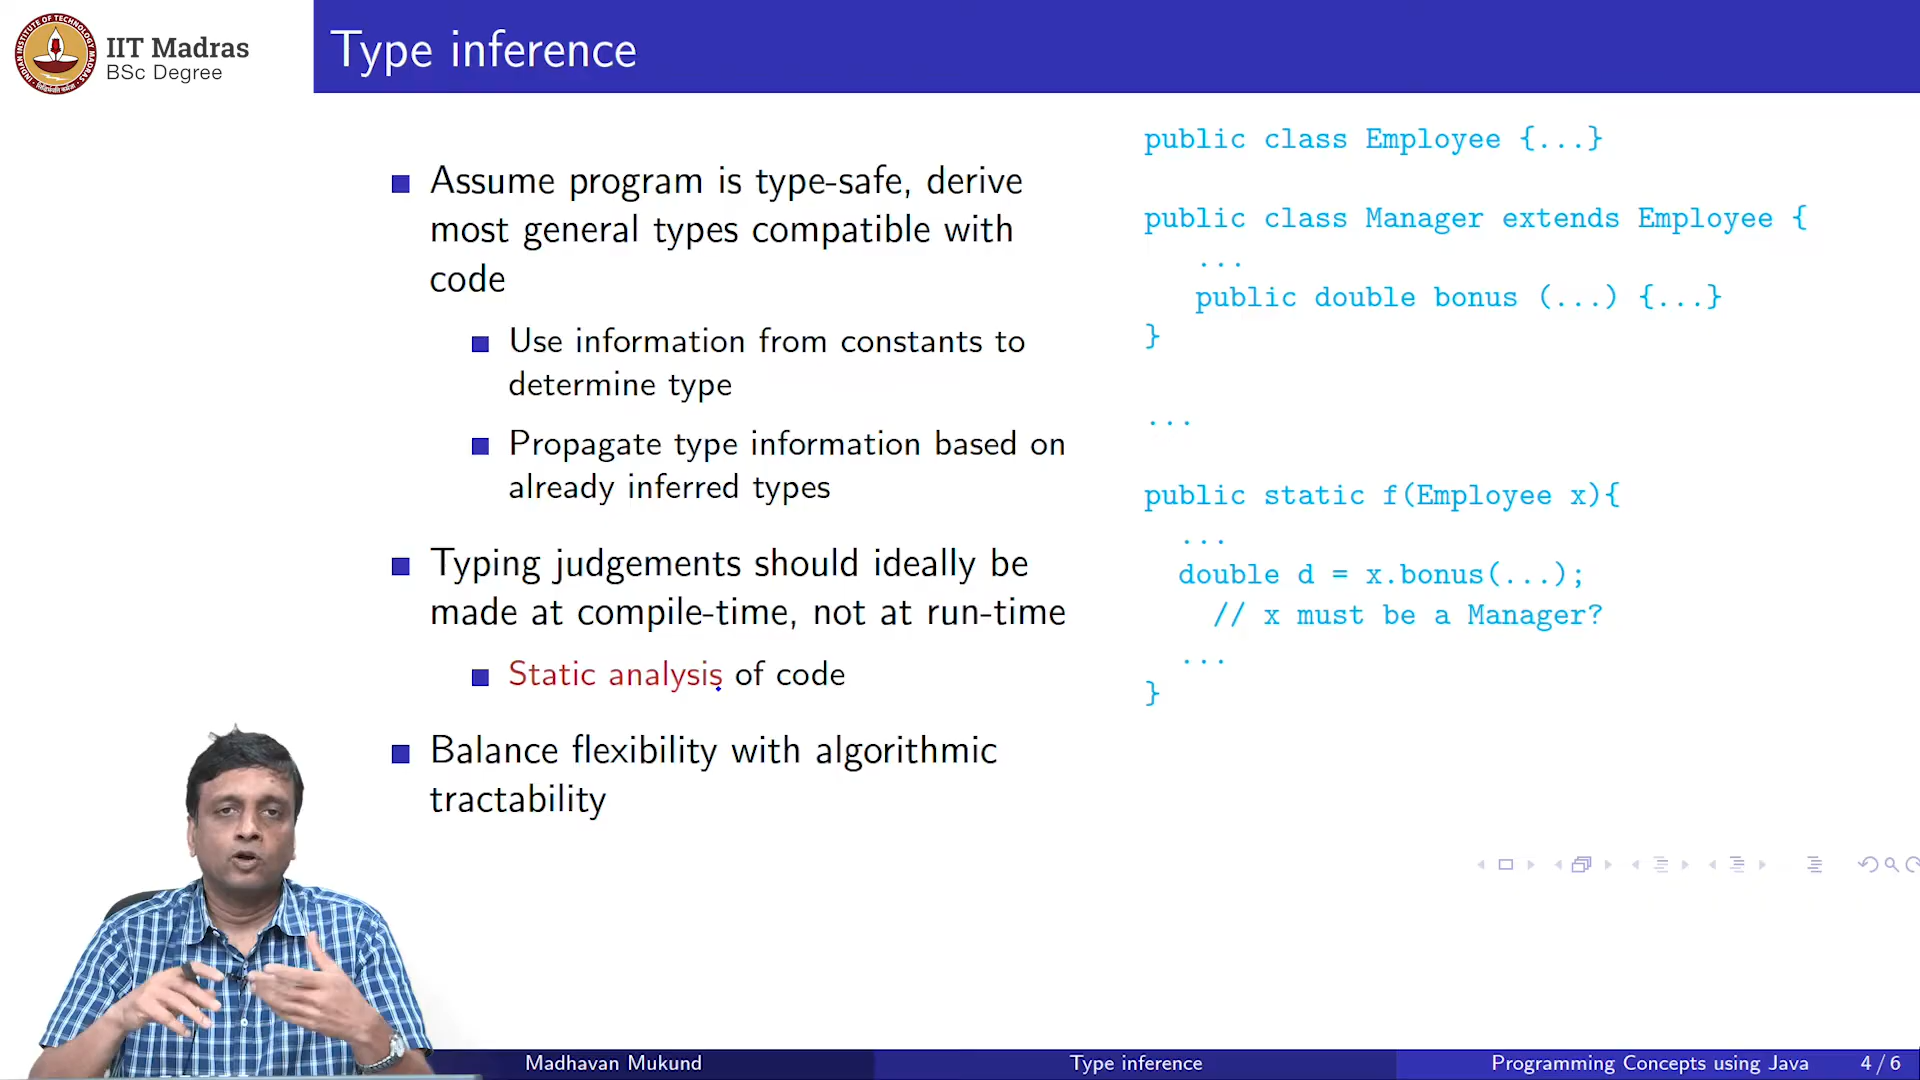 IIT Madras
BSc Degree
Type inference
Assume program is type-safe, derive
most general types compatible with
code
Use information from constants to
determine type
Propagate type information based on
already inferred types
Typing judgements should ideally be
made at compile-time, not at run-time
Static analysis of code
Balance flexibility with algorithmic
tractability
public class Employee {...}
public class Manager extends Employee {
...
public double bonus (...) {...}
}
...
public static f(Employee x){
...
double d = x.bonus(...);
// x must be a Manager?
...
}
Madhavan Mukund
Type inference
Programming Concepts using Java
4 / 6